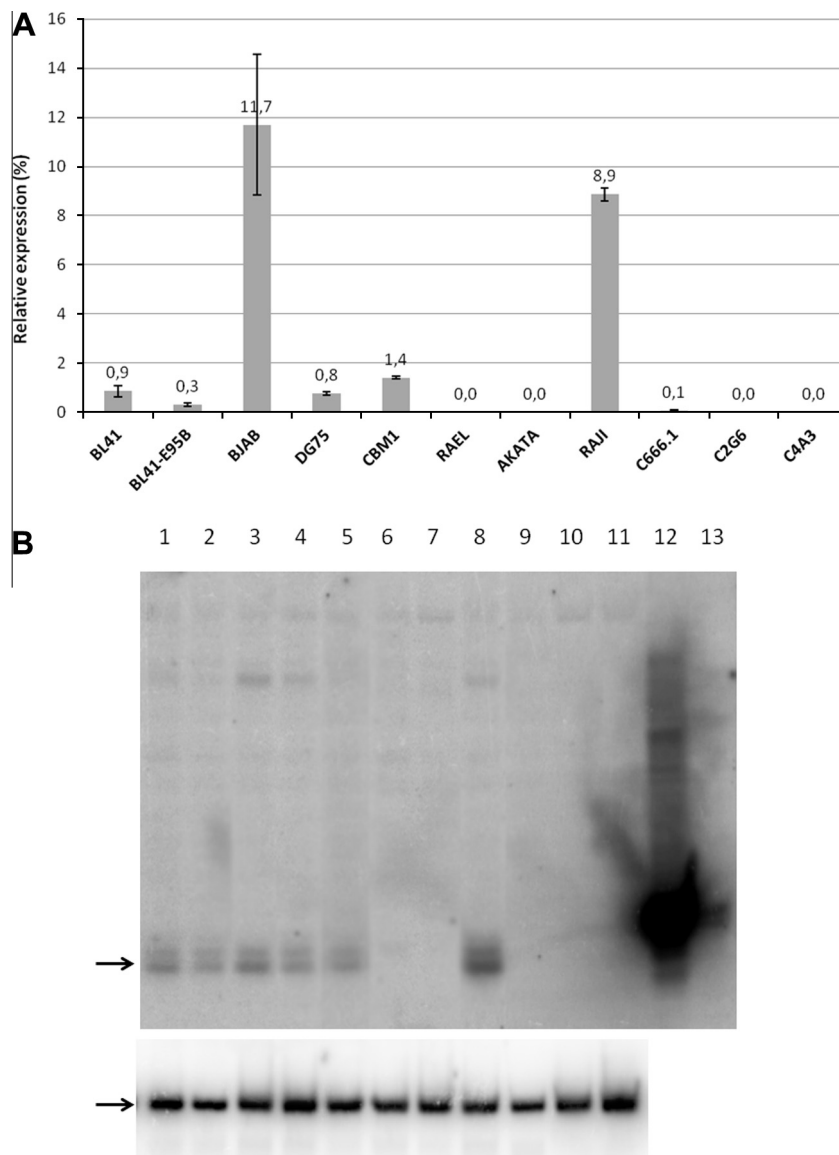 A
16
14
12
10
8
6
4
2
0
Relative expression (%)
0,9
0,3
11,7
0,8
1,4
0,0
0,0
8,9
0,1
0,0
0,0
BL41
BL41-E95B
BJAB
DG75
CBM1
RAEL
AKATA
RAJI
C666.1
C2G6
C4A3
B
1 2 3 4 5 6 7 8 9 10 11 12 13